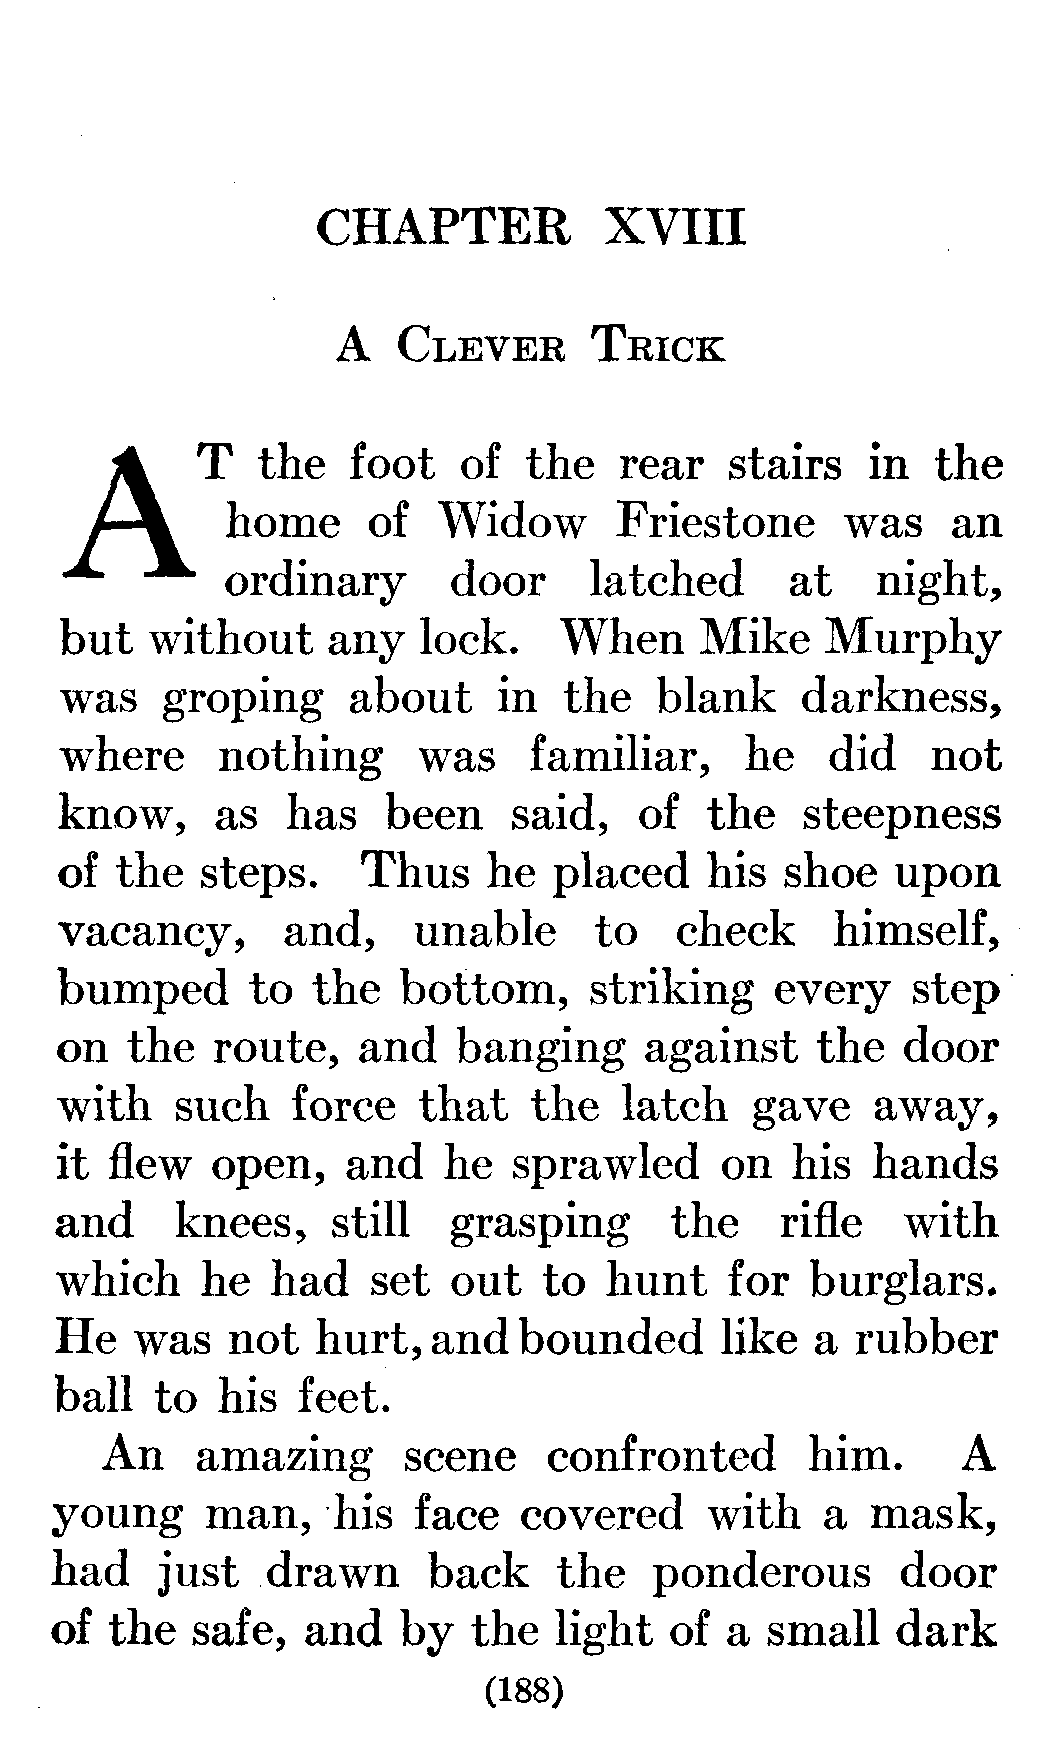 CHAPTER XVIII
A CLEVER TRICK
AT the foot of the rear stairs in the
home of Widow Friestone was an
ordinary door latched at night,
but without any lock. When Mike Murphy
was groping about in the blank darkness,
where nothing was familiar, he did not
know, as has been said, of the steepness
of the steps. Thus he placed his shoe upon
vacancy, and, unable to check himself,
bumped to the bottom, striking every step
on the route, and banging against the door
with such force that the latch gave away,
it flew open, and he sprawled on his hands
and knees, still grasping the rifle with
which he had set out to hunt for burglars.
He was not hurt, and bounded like a rubber
ball to his feet.
An amazing scene confronted him. A
young man, his face covered with a mask,
had just drawn back the ponderous door
of the safe, and by the light of a small dark
(188)